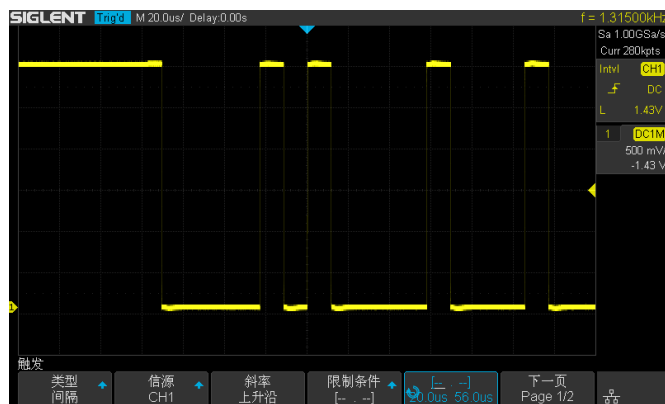 SIGLENT Trig'd M 20.0us/ Delay:0.00s f = 1.31500kHz
Sa 1.00GSa/s
Curr 280kpts
Intvl CH1
DC
L 1.43V
1 DC1M
500 mV/
-1.43 V
1
触发
类型 信源 斜率 限制条件 [-- . --] 下一页
间隔 CH1 上升沿 [-- . --] 20.0us 56.0us Page 1/2